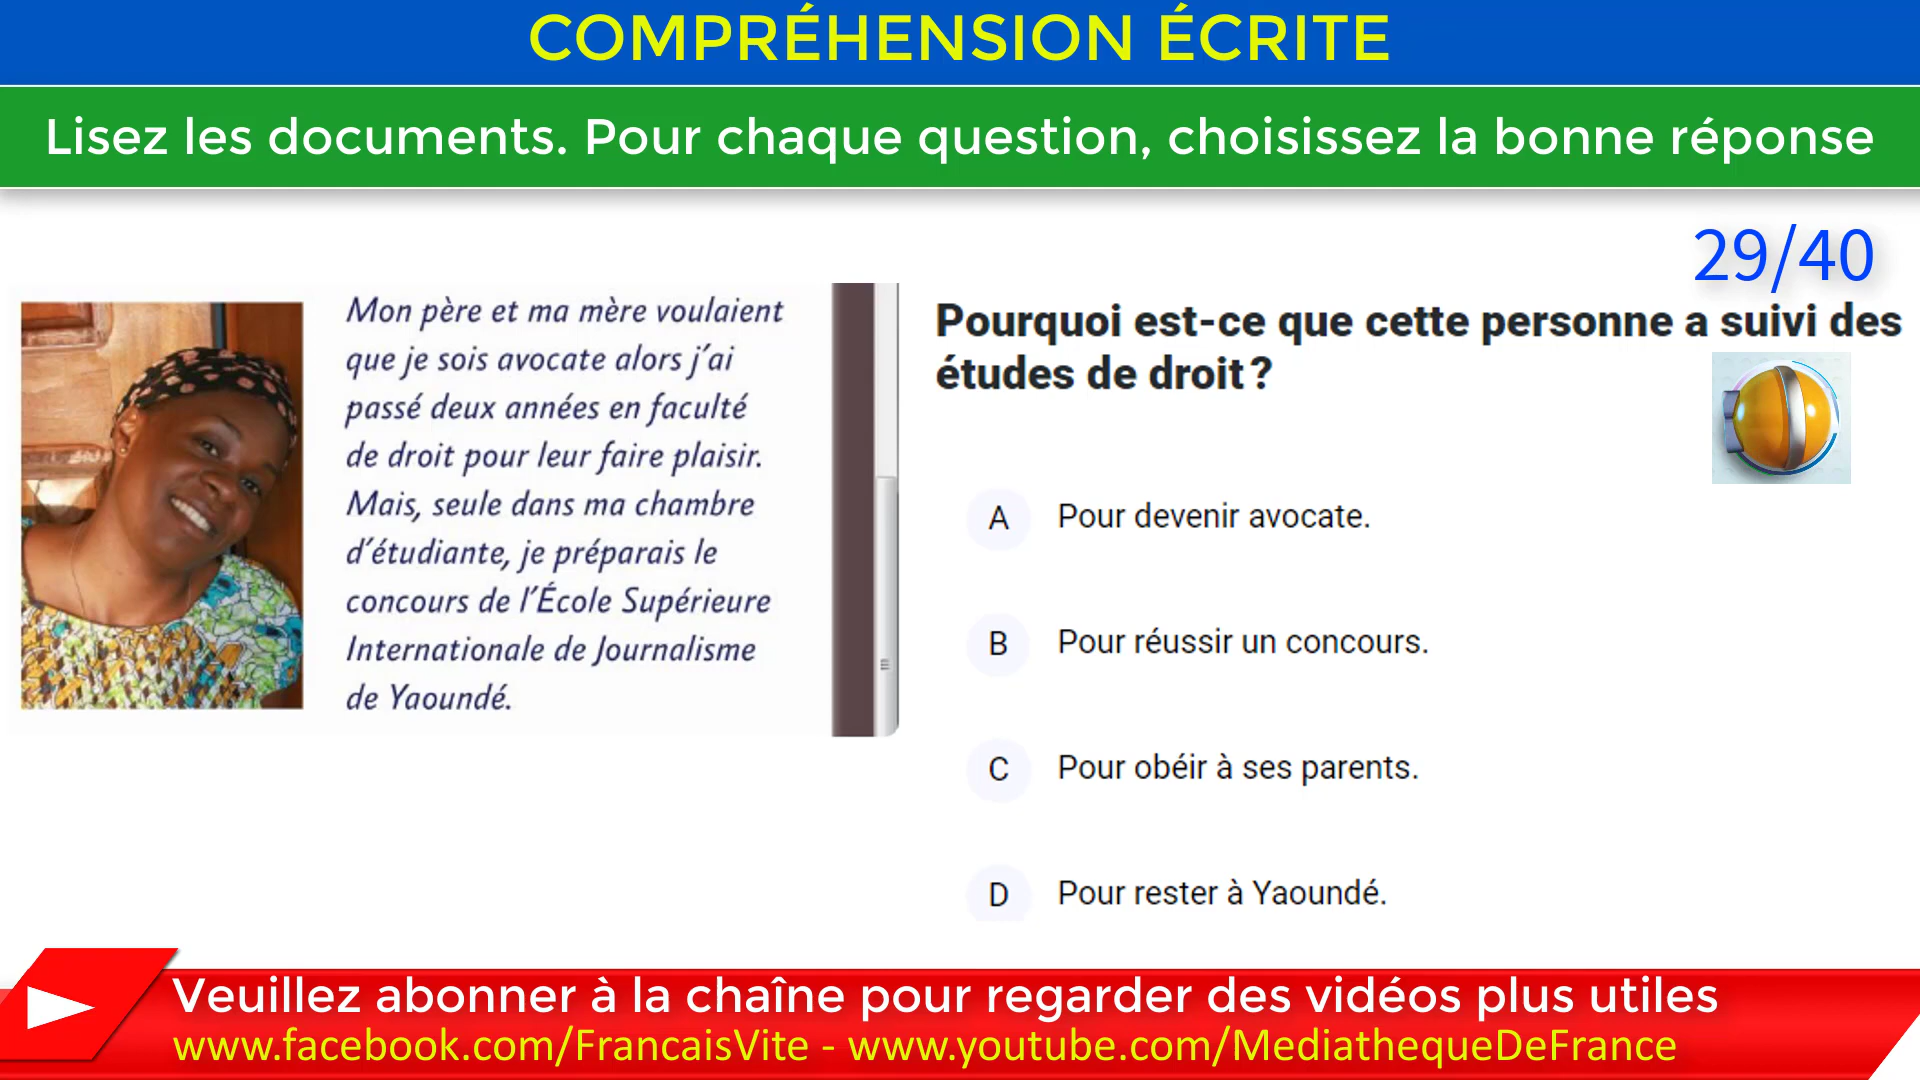 COMPRÉHENSION ÉCRITE
Lisez les documents. Pour chaque question, choisissez la bonne réponse
29/40
Mon père et ma mère voulaient
que je sois avocate alors j'ai
passé deux années en faculté
de droit pour leur faire plaisir.
Mais, seule dans ma chambre
d'étudiante, je préparais le
concours de l'École Supérieure
Internationale de Journalisme
de Yaoundé.
Pourquoi est-ce que cette personne a suivi des
études de droit ?
A Pour devenir avocate.
B Pour réussir un concours.
C Pour obéir à ses parents.
D Pour rester à Yaoundé.
Veuillez abonner à la chaîne pour regarder des vidéos plus utiles
www.facebook.com/FrancaisVite - www.youtube.com/MediathequeDeFrance